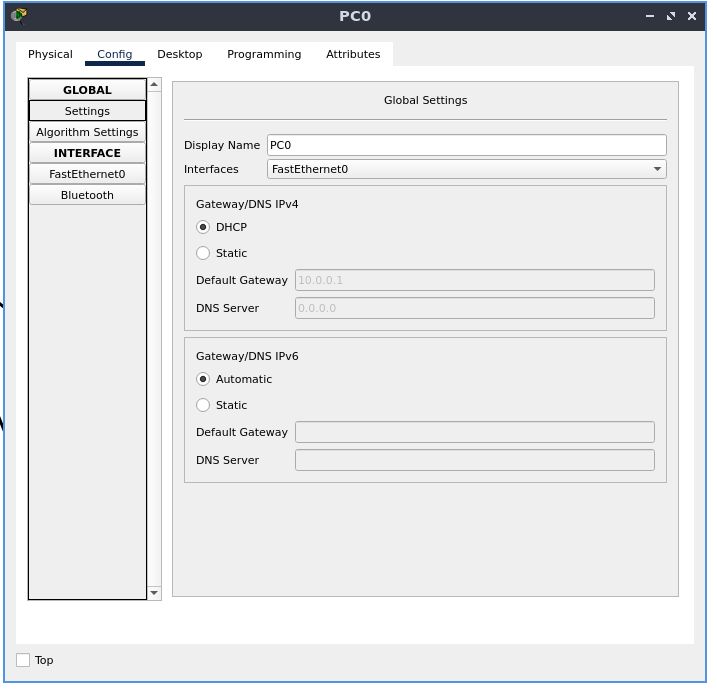 PC0
Physical Config Desktop Programming Attributes
GLOBAL
Settings
Algorithm Settings
INTERFACE
FastEthernet0
Bluetooth
Global Settings
Display Name PC0
Interfaces FastEthernet0
Gateway/DNS IPv4
DHCP
Static
Default Gateway 10.0.0.1
DNS Server 0.0.0.0
Gateway/DNS IPv6
Automatic
Static
Default Gateway
DNS Server
Top